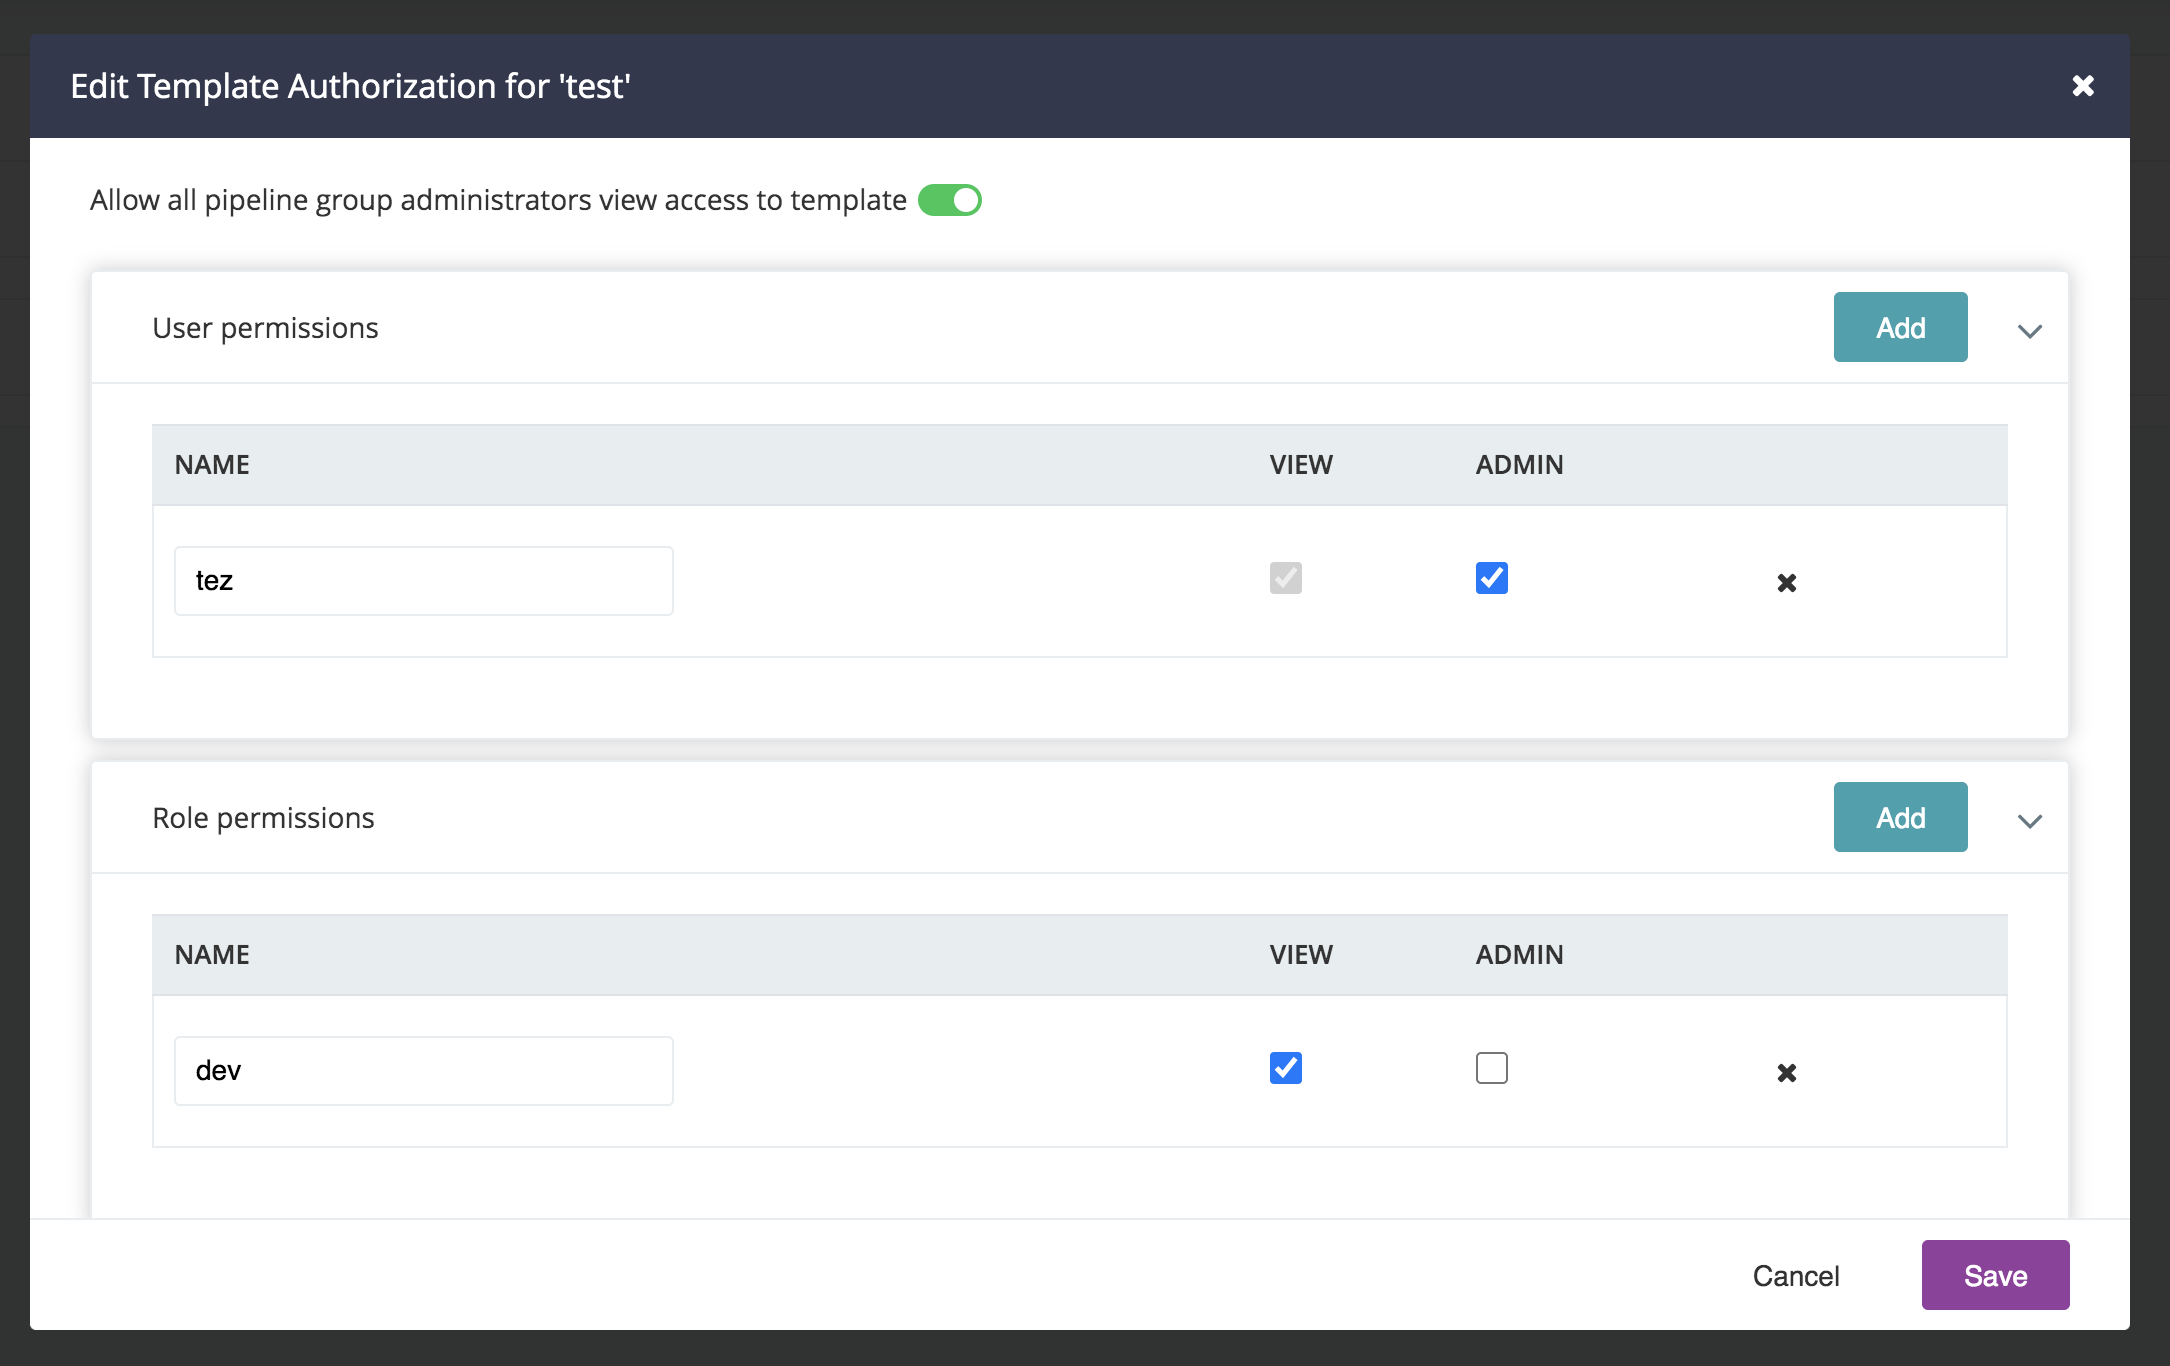 Edit Template Authorization for 'test'
Allow all pipeline group administrators view access to template
User permissions
Add
NAME VIEW ADMIN
tez
Role permissions
Add
NAME VIEW ADMIN
dev
Cancel Save